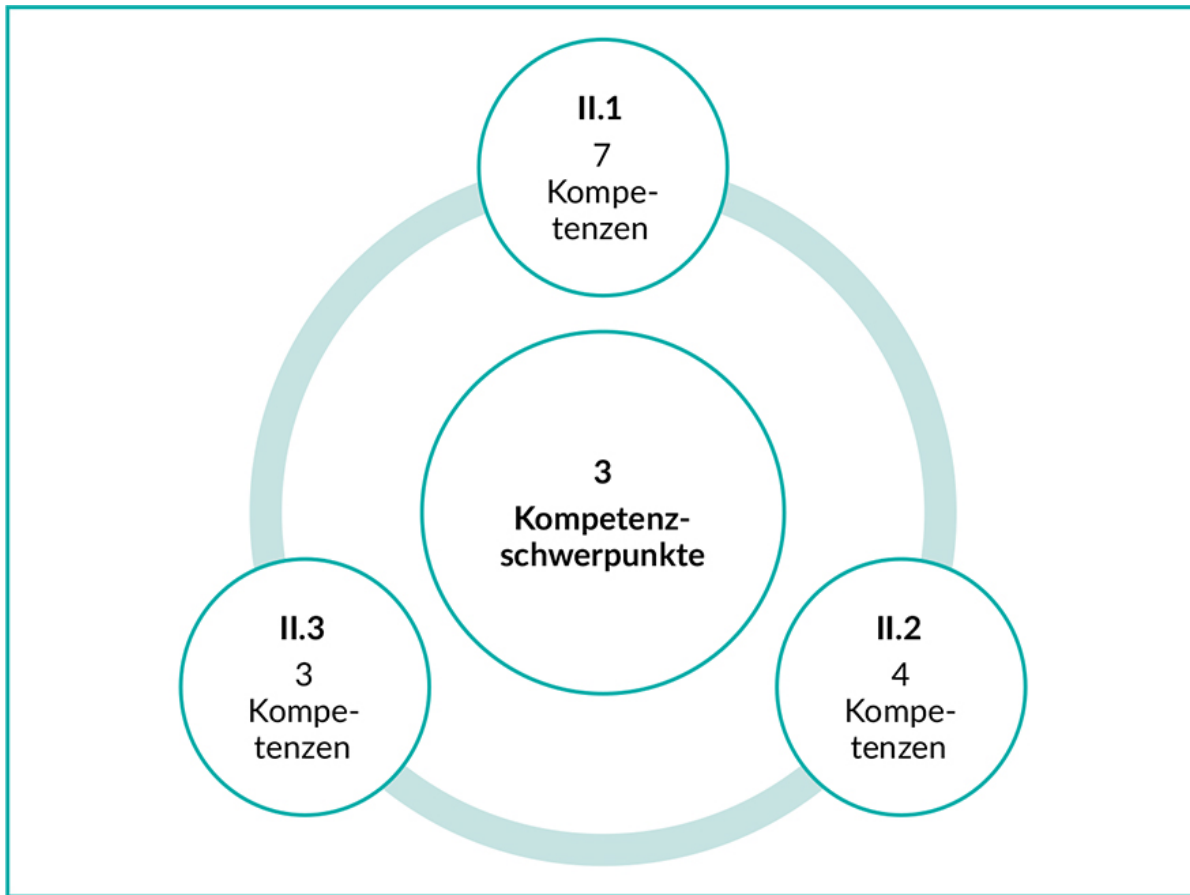 II.1
7
Kompe-
tenzen
3
Kompetenz-
schwerpunkte
II.3
3
Kompe-
tenzen
II.2
4
Kompe-
tenzen